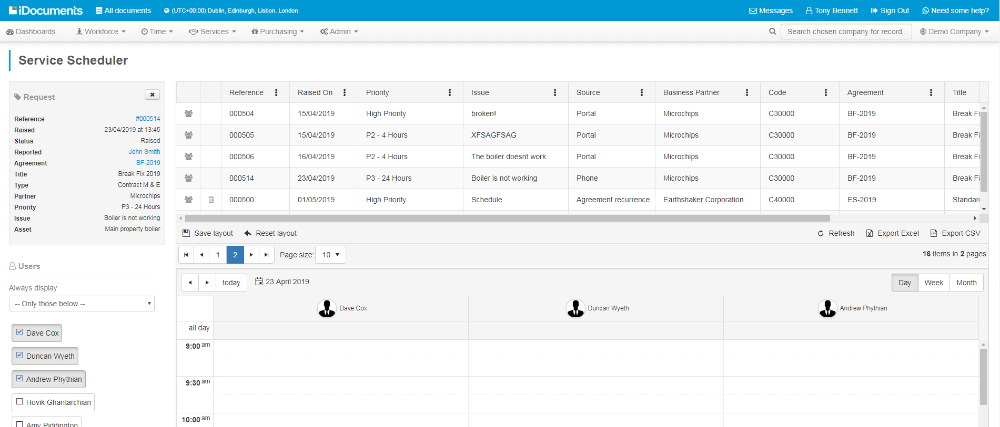 iDocuments All documents (UTC+00:00) Dublin, Edinburgh, Lisbon, London Messages Tony Bennett Sign Out Need some help?
Dashboards Workforce Time Services Purchasing Admin Search chosen company for record... Demo Company
Service Scheduler
Request
Reference #000514
Raised 23/04/2019 at 13:45
Status Raised
Reported John Smith
Agreement BF-2019
Title Break Fix 2019
Type Contract M & E
Partner Microchips
Priority P3 - 24 Hours
Issue Boiler is not working
Asset Main property boiler
Users
Always display
-- Only those below --
Dave Cox
Duncan Wyeth
Andrew Phythian
Hovik Ghantarchian
Amy Piddington
Reference Raised On Priority Issue Source Business Partner Code Agreement Title
000504 15/04/2019 High Priority broken! Portal Microchips C30000 BF-2019 Break Fi
000505 15/04/2019 P2 - 4 Hours XFSAGFSAG Portal Microchips C30000 BF-2019 Break Fi
000506 16/04/2019 P2 - 4 Hours The boiler doesnt work Portal Microchips C30000 BF-2019 Break Fi
000514 23/04/2019 P3 - 24 Hours Boiler is not working Phone Microchips C30000 BF-2019 Break Fi
000500 01/05/2019 High Priority Schedule Agreement recurrence Earthshaker Corporation C40000 ES-2019 Standard
Save layout Reset layout Refresh Export Excel Export CSV
1 2 Page size: 10 16 items in 2 pages
today 23 April 2019 Day Week Month
Dave Cox Duncan Wyeth Andrew Phythian
all day
9:00 am
9:30 am
10:00 am